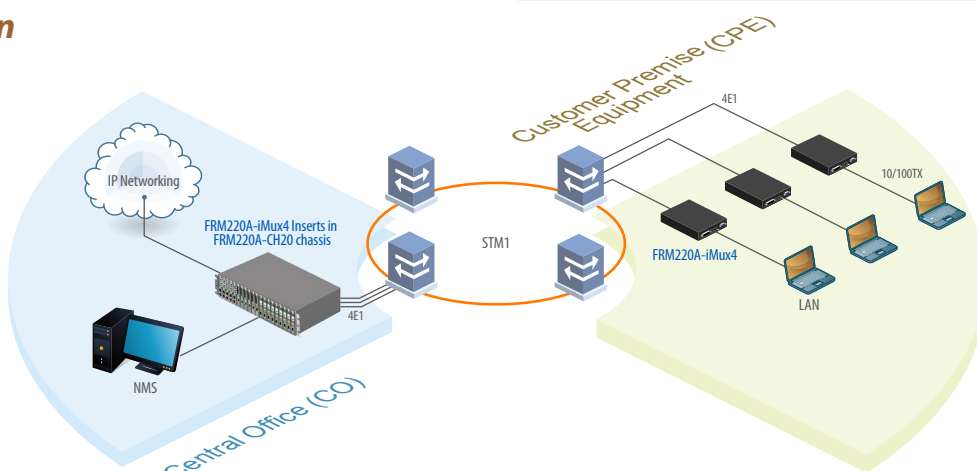 n
Customer Premise (CPE)
Equipment
4E1
IP Networking
10/100TX
FRM220A-iMux4 Inserts in
FRM220A-CH20 chassis
STM1
FRM220A-iMux4
LAN
4E1
NMS
Central Office (CO)